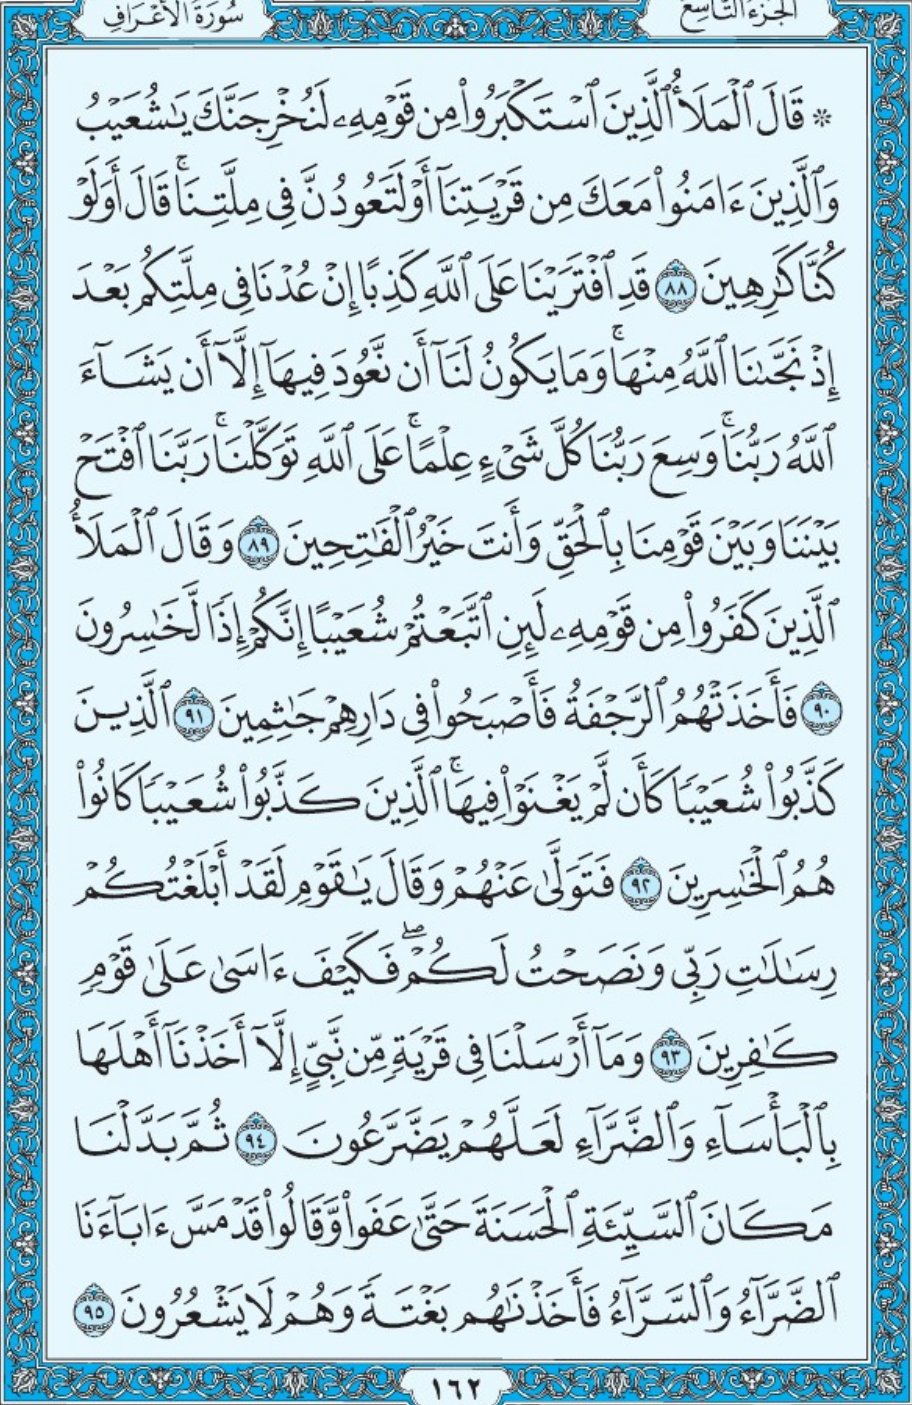 الجزء التاسع
سورة الأعراف
* قَالَ ٱلْمَلَأُ ٱلَّذِينَ ٱسْتَكْبَرُوا۟ مِن قَوْمِهِۦ لَنُخْرِجَنَّكَ يَـٰشُعَيْبُ
وَٱلَّذِينَ ءَامَنُوا۟ مَعَكَ مِن قَرْيَتِنَآ أَوْ لَتَعُودُنَّ فِى مِلَّتِنَا ۚ قَالَ أَوَلَوْ
كُنَّا كَـٰرِهِينَ ٨٨ قَدِ ٱفْتَرَيْنَا عَلَى ٱللَّهِ كَذِبًا إِنْ عُدْنَا فِى مِلَّتِكُم بَعْدَ
إِذْ نَجَّىٰنَا ٱللَّهُ مِنْهَا ۚ وَمَا يَكُونُ لَنَآ أَن نَّعُودَ فِيهَآ إِلَّآ أَن يَشَآءَ
ٱللَّهُ رَبُّنَا ۚ وَسِعَ رَبُّنَا كُلَّ شَىْءٍ عِلْمًا ۚ عَلَى ٱللَّهِ تَوَكَّلْنَا ۚ رَبَّنَا ٱفْتَحْ
بَيْنَنَا وَبَيْنَ قَوْمِنَا بِٱلْحَقِّ وَأَنتَ خَيْرُ ٱلْفَـٰتِحِينَ ٨٩ وَقَالَ ٱلْمَلَأُ
ٱلَّذِينَ كَفَرُوا۟ مِن قَوْمِهِۦ لَئِنِ ٱتَّبَعْتُمْ شُعَيْبًا إِنَّكُمْ إِذًا لَّخَـٰسِرُونَ
٩٠ فَأَخَذَتْهُمُ ٱلرَّجْفَةُ فَأَصْبَحُوا۟ فِى دَارِهِمْ جَـٰثِمِينَ ٩١ ٱلَّذِينَ
كَذَّبُوا۟ شُعَيْبًا كَأَن لَّمْ يَغْنَوْا۟ فِيهَا ۚ ٱلَّذِينَ كَذَّبُوا۟ شُعَيْبًا كَانُوا۟
هُمُ ٱلْخَـٰسِرِينَ ٩٢ فَتَوَلَّىٰ عَنْهُمْ وَقَالَ يَـٰقَوْمِ لَقَدْ أَبْلَغْتُكُمْ
رِسَـٰلَـٰتِ رَبِّى وَنَصَحْتُ لَكُمْ ۖ فَكَيْفَ ءَاسَىٰ عَلَىٰ قَوْمٍ
كَـٰفِرِينَ ٩٣ وَمَآ أَرْسَلْنَا فِى قَرْيَةٍ مِّن نَّبِىٍّ إِلَّآ أَخَذْنَآ أَهْلَهَا
بِٱلْبَأْسَآءِ وَٱلضَّرَّآءِ لَعَلَّهُمْ يَضَّرَّعُونَ ٩٤ ثُمَّ بَدَّلْنَا
مَكَانَ ٱلسَّيِّئَةِ ٱلْحَسَنَةَ حَتَّىٰ عَفَوا۟ وَّقَالُوا۟ قَدْ مَسَّ ءَابَآءَنَا
ٱلضَّرَّآءُ وَٱلسَّرَّآءُ فَأَخَذْنَـٰهُم بَغْتَةً وَهُمْ لَا يَشْعُرُونَ ٩٥
١٦٢